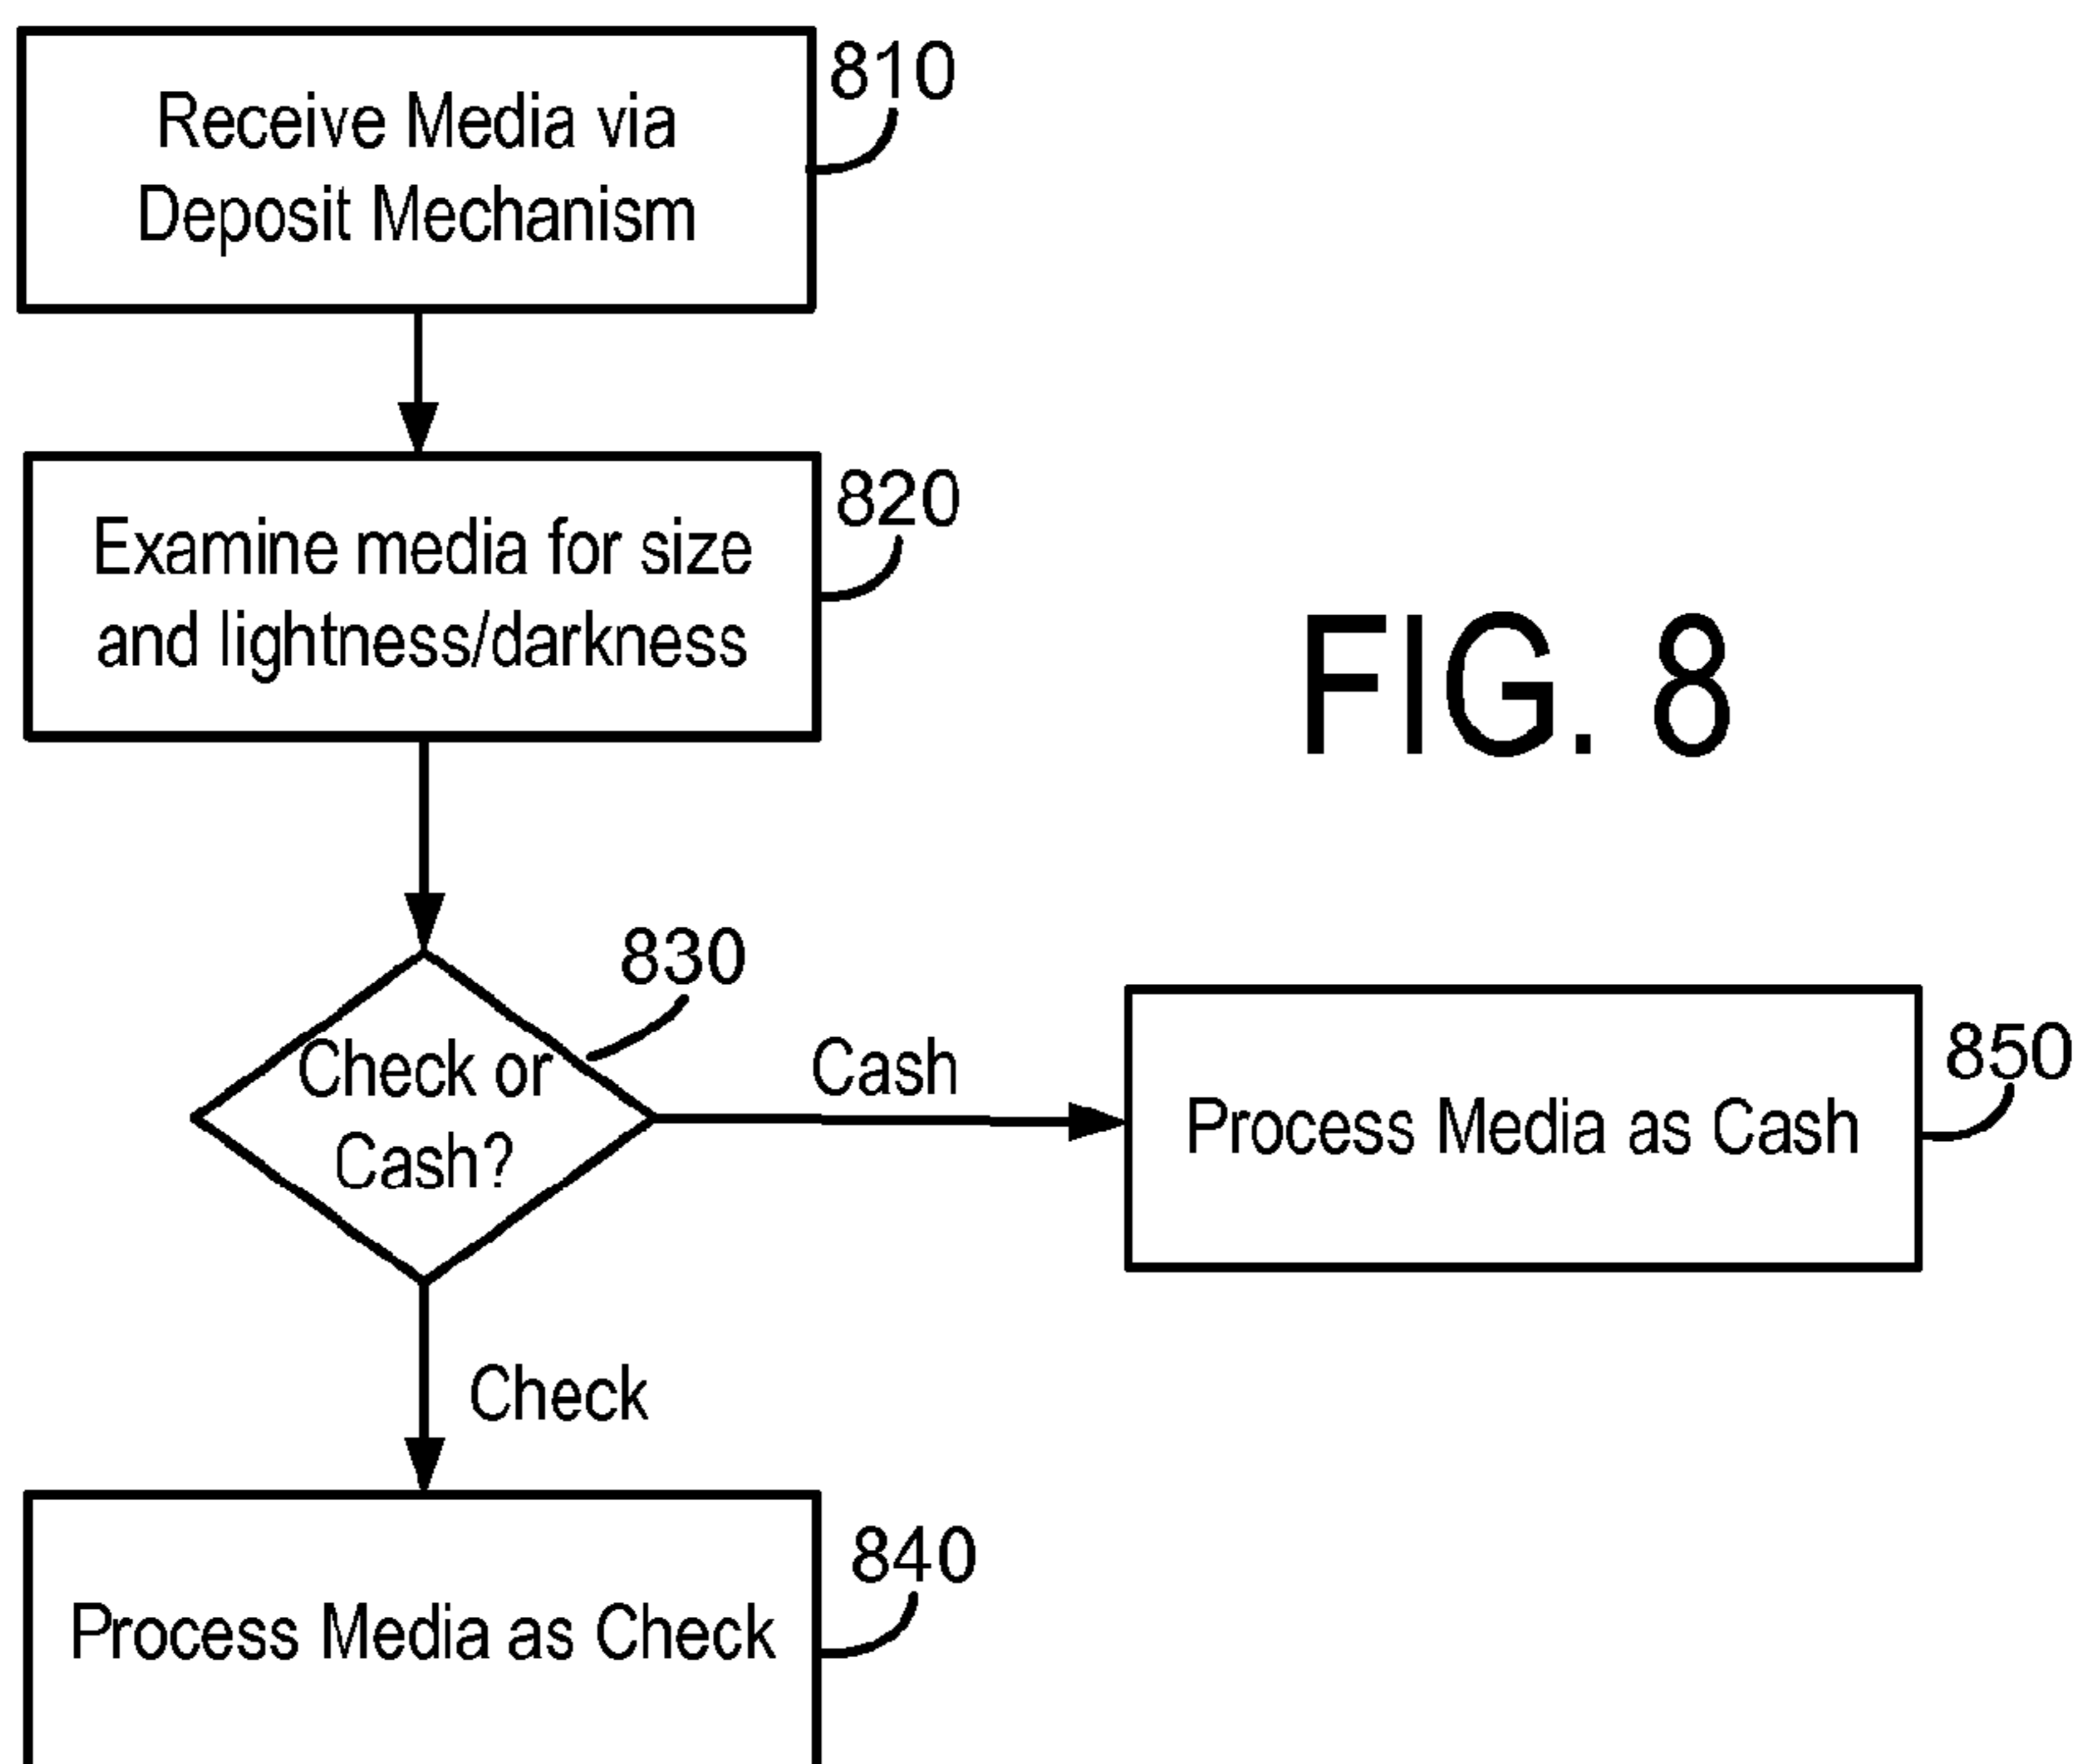 810
Receive Media via
Deposit Mechanism
820
Examine media for size
and lightness/darkness
FIG. 8
830
Check or
Cash?
Cash
850
Process Media as Cash
Check
840
Process Media as Check